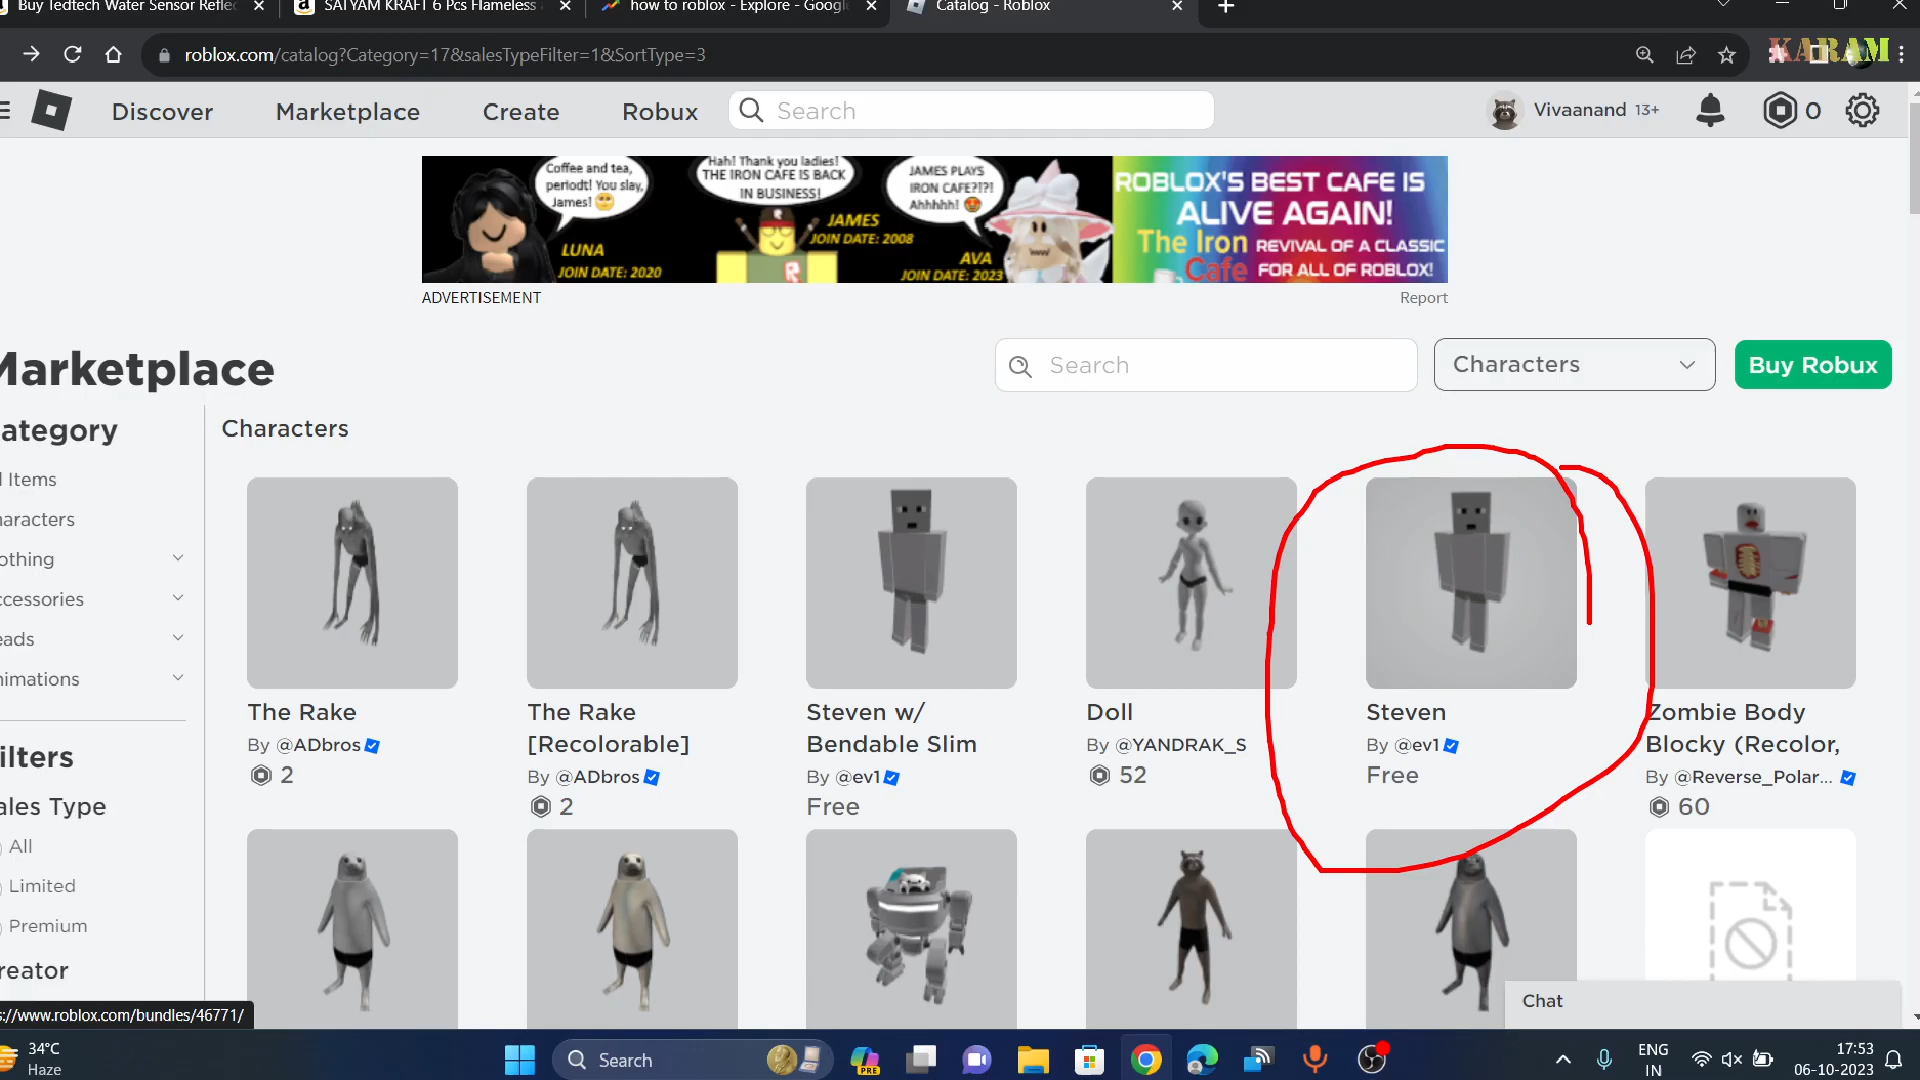 Buy Tedtech Water Sensor Reflec
SATYAM KRAFT 6 Pcs Flameless
how to roblox - Explore - Google
Catalog - Roblox
roblox.com/catalog?Category=17&salesTypeFilter=1&SortType=3
KARAM
Discover
Marketplace
Create
Robux
Search
Vivaanand 13+
0
Coffee and tea,
periodt! You slay,
James!
LUNA
JOIN DATE: 2020
Hah! Thank you ladies!
THE IRON CAFE IS BACK
IN BUSINESS!
JAMES
JOIN DATE: 2008
JAMES PLAYS
IRON CAFE?!?!
Ahhhhh!
AVA
JOIN DATE: 2023
ROBLOX'S BEST CAFE IS
ALIVE AGAIN!
The Iron
Cafe
REVIVAL OF A CLASSIC
FOR ALL OF ROBLOX!
ADVERTISEMENT
Report
Marketplace
Search
Characters
Buy Robux
ategory
Items
haracters
othing
ccessories
eads
nimations
ilters
ales Type
All
Limited
Premium
reator
Characters
The Rake
By @ADbros
2
The Rake
[Recolorable]
By @ADbros
2
Steven w/
Bendable Slim
By @ev1
Free
Doll
By @YANDRAK_S
52
Steven
By @ev1
Free
Zombie Body
Blocky (Recolor,
By @Reverse_Polar...
60
Chat
s://www.roblox.com/bundles/46771/
34°C
Haze
Search
PRE
ENG
IN
17:53
06-10-2023